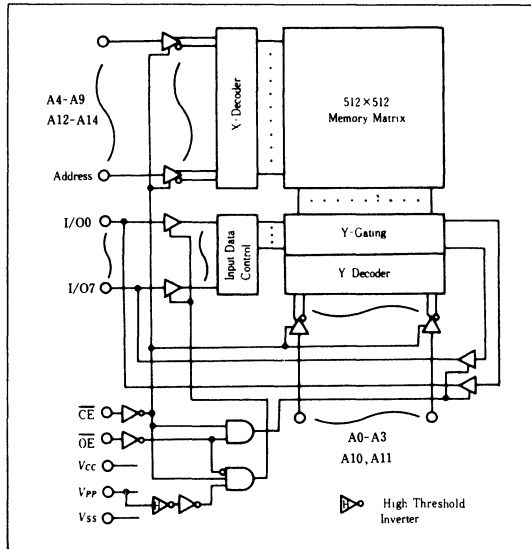 A4-A9
A12-A14
Address
X-Decoder
512×512
Memory Matrix
I/O0
I/O7
Input Data
Control
Y-Gating
Y Decoder
CE
OE
VCC
VPP
VSS
A0-A3
A10, A11
H
H
High Threshold
Inverter